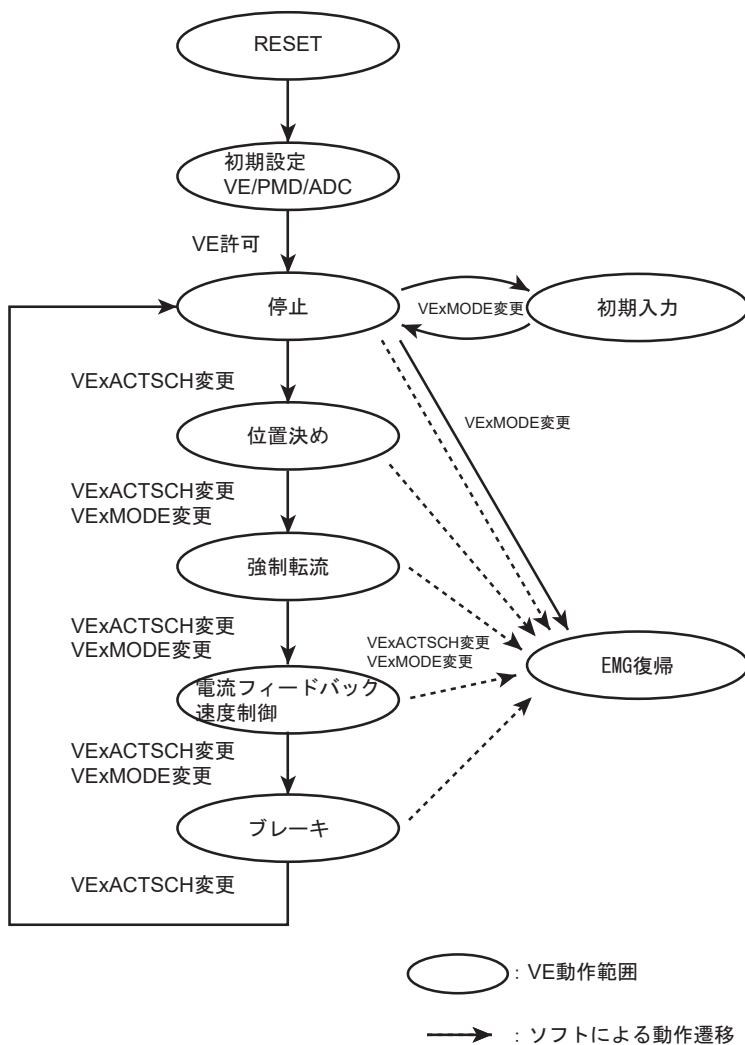 RESET
初期設定
VE/PMD/ADC
VE許可
停止
VExMODE変更
初期入力
VExACTSCH変更
VExMODE変更
位置決め
VExACTSCH変更
VExMODE変更
強制転流
VExACTSCH変更
VExMODE変更
VExACTSCH変更
VExMODE変更
EMG復帰
電流フィードバック
速度制御
VExACTSCH変更
VExMODE変更
ブレーキ
VExACTSCH変更
: VE動作範囲
: ソフトによる動作遷移